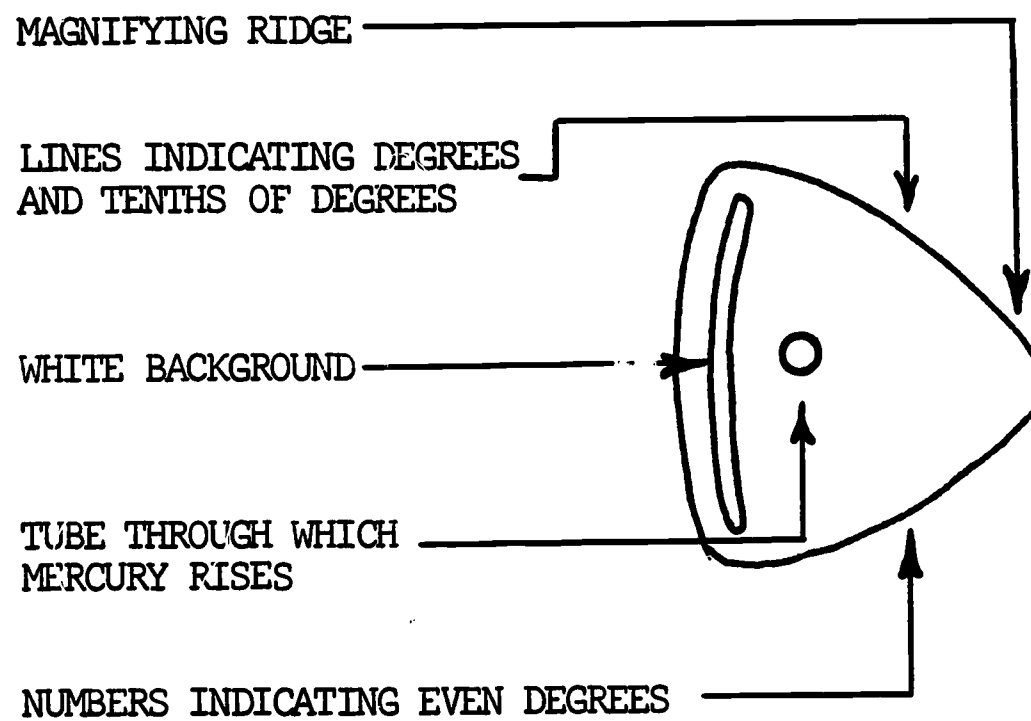 MAGNIFYING RIDGE
LINES INDICATING DEGREES
AND TENTHS OF DEGREES
WHITE BACKGROUND
TUBE THROUGH WHICH
MERCURY RISES
NUMBERS INDICATING EVEN DEGREES